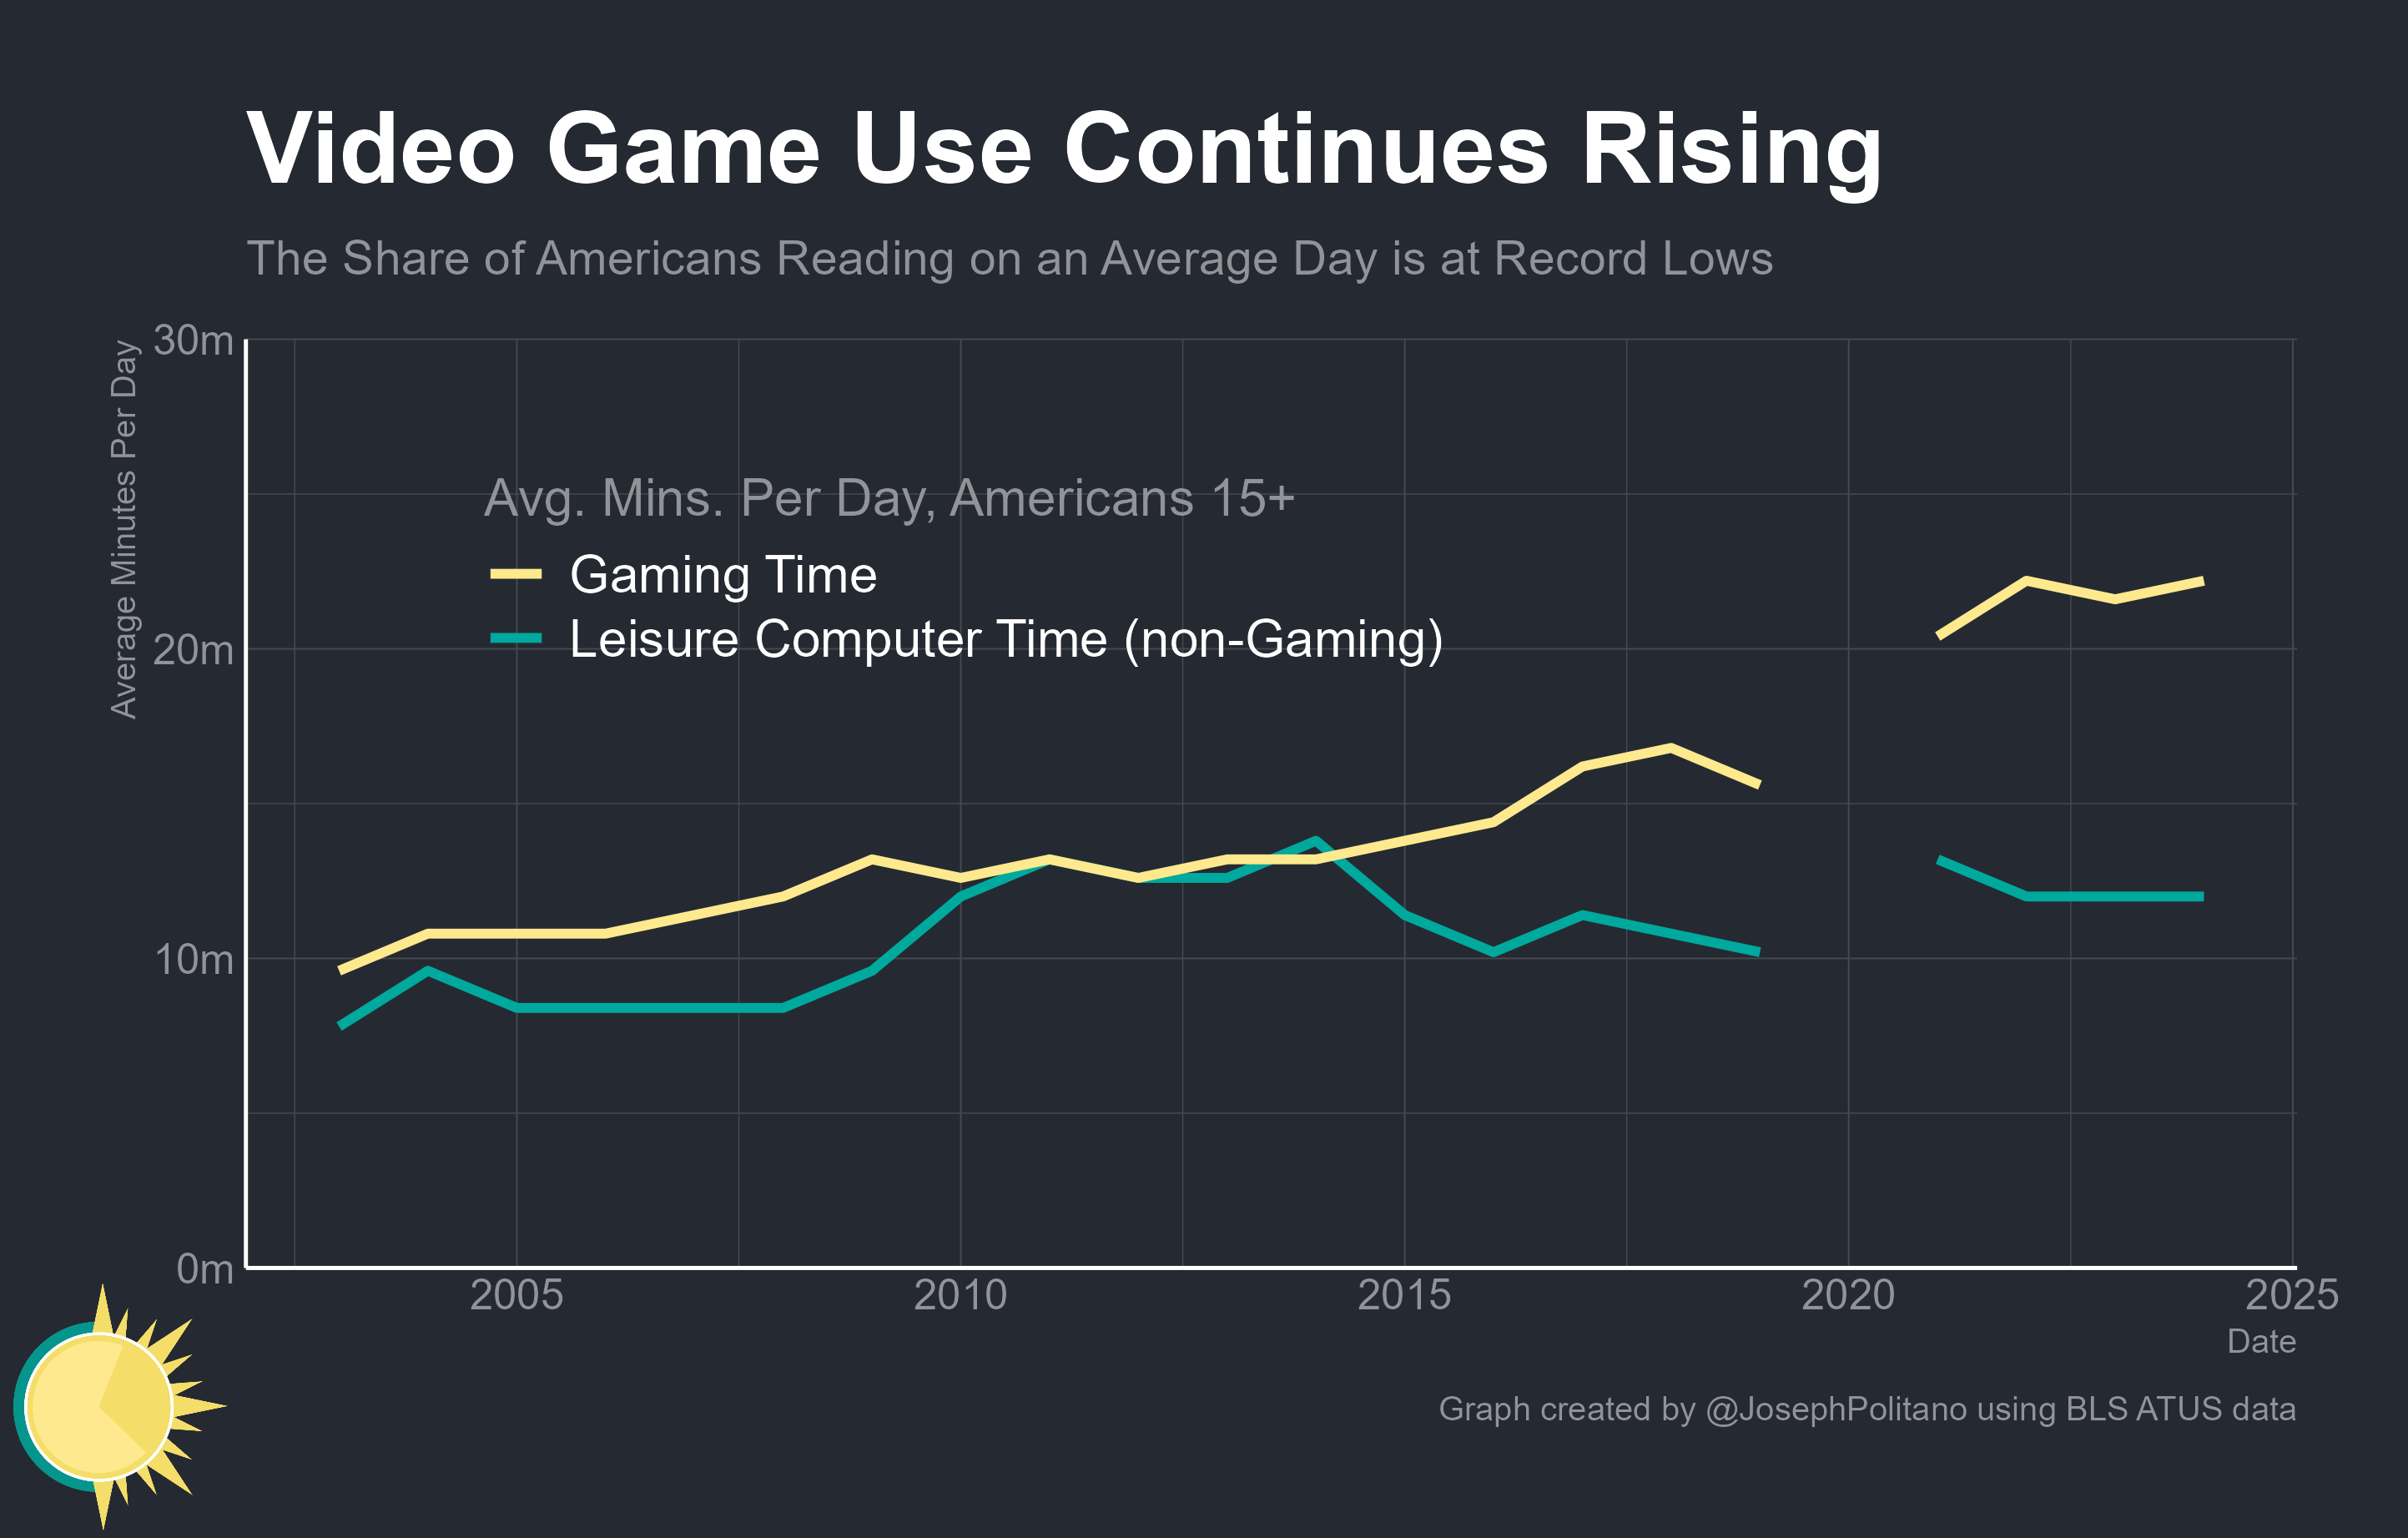 Video Game Use Continues Rising
The Share of Americans Reading on an Average Day is at Record Lows
Average Minutes Per Day
30m
20m
10m
0m
Avg. Mins. Per Day, Americans 15+
Gaming Time
Leisure Computer Time (non-Gaming)
2005 2010 2015 2020 2025
Date
Graph created by @JosephPolitano using BLS ATUS data